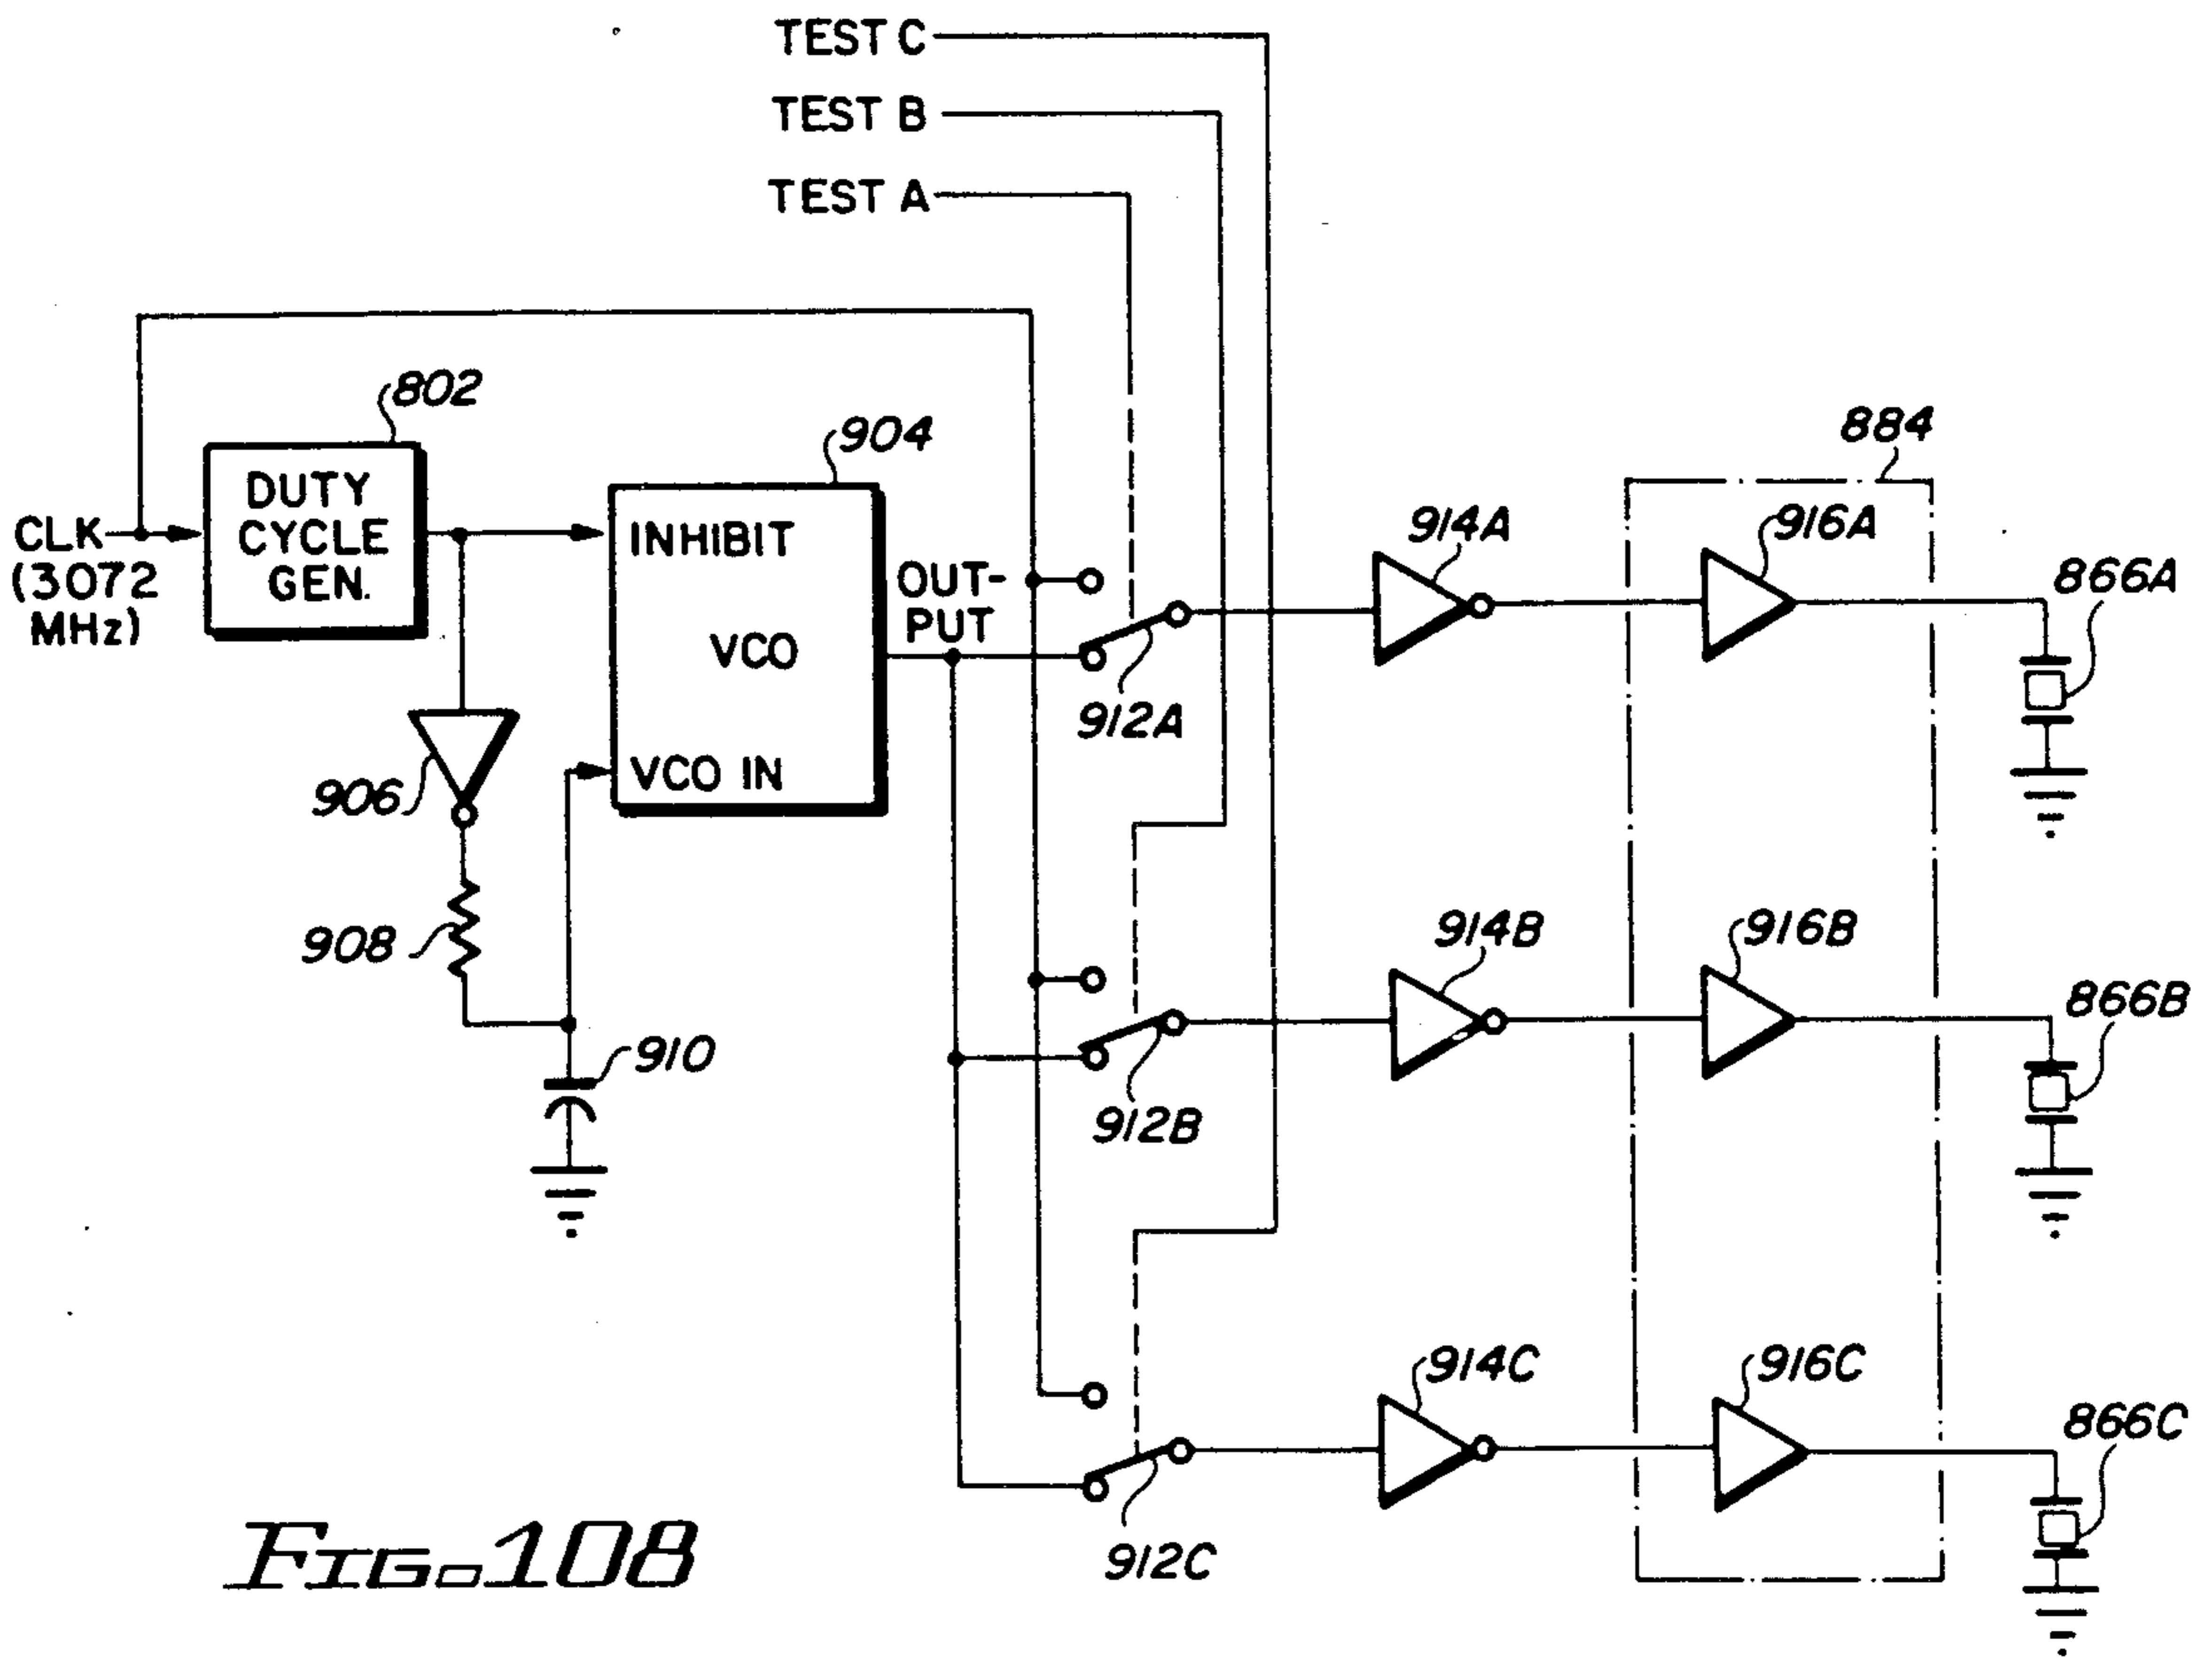 TEST C
TEST B
TEST A
802
904
884
DUTY
CYCLE
GEN.
CLK
(3072
MHz)
INHIBIT
VCO
VCO IN
OUT-
PUT
914A
916A
866A
912A
906
908
910
914B
916B
866B
912B
914C
916C
866C
912C
FIG. 108